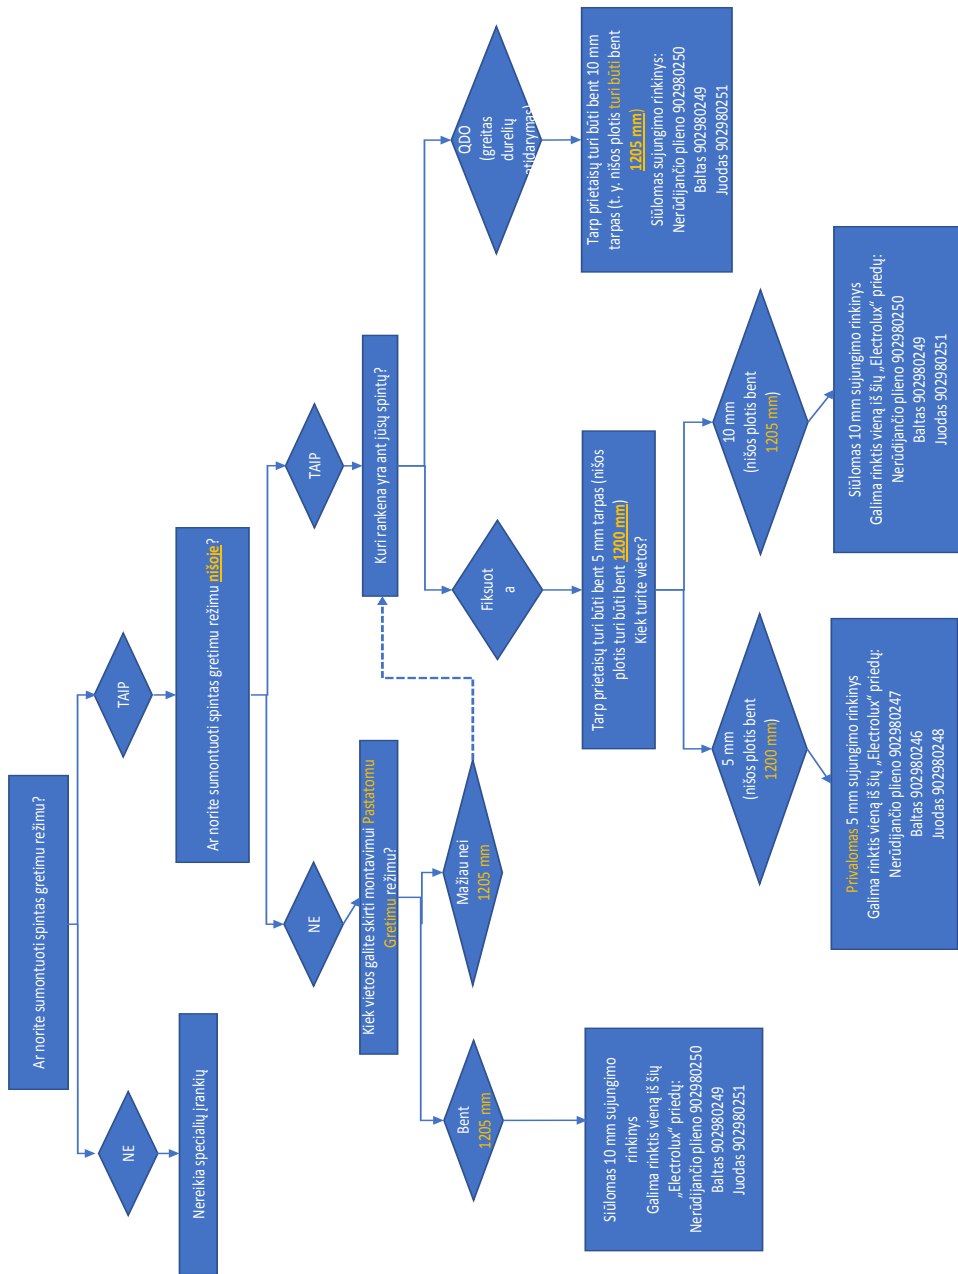 Ar norite sumontuoti spintas gretimu režimu?
NE
TAIP
Nereikia specialių įrankių
Ar norite sumontuoti spintas gretimu režimu nišoje?
NE
TAIP
Kiek vietos galite skirti montavimui Pastatomu
Gretimu režimu?
Kuri rankena yra ant jūsų spintų?
Bent
1205 mm
Mažiau nei
1205 mm
Fiksuot
a
QDO
(greitas
durelių
atidarymas)
Siūlomas 10 mm sujungimo
rinkinys
Galima rinktis vieną iš šių
„Electrolux“ priedų:
Nerūdijančio plieno 902980250
Baltas 902980249
Juodas 902980251
Tarp prietaisų turi būti bent 5 mm tarpas (nišos
plotis turi būti bent 1200 mm)
Kiek turite vietos?
Tarp prietaisų turi būti bent 10 mm
tarpas (t. y. nišos plotis turi būti bent
1205 mm)
Siūlomas sujungimo rinkinys:
Nerūdijančio plieno 902980250
Baltas 902980249
Juodas 902980251
5 mm
(nišos plotis bent
1200 mm)
10 mm
(nišos plotis bent
1205 mm)
Privalomas 5 mm sujungimo rinkinys
Galima rinktis vieną iš šių „Electrolux“ priedų:
Nerūdijančio plieno 902980247
Baltas 902980246
Juodas 902980248
Siūlomas 10 mm sujungimo rinkinys
Galima rinktis vieną iš šių „Electrolux“ priedų:
Nerūdijančio plieno 902980250
Baltas 902980249
Juodas 902980251